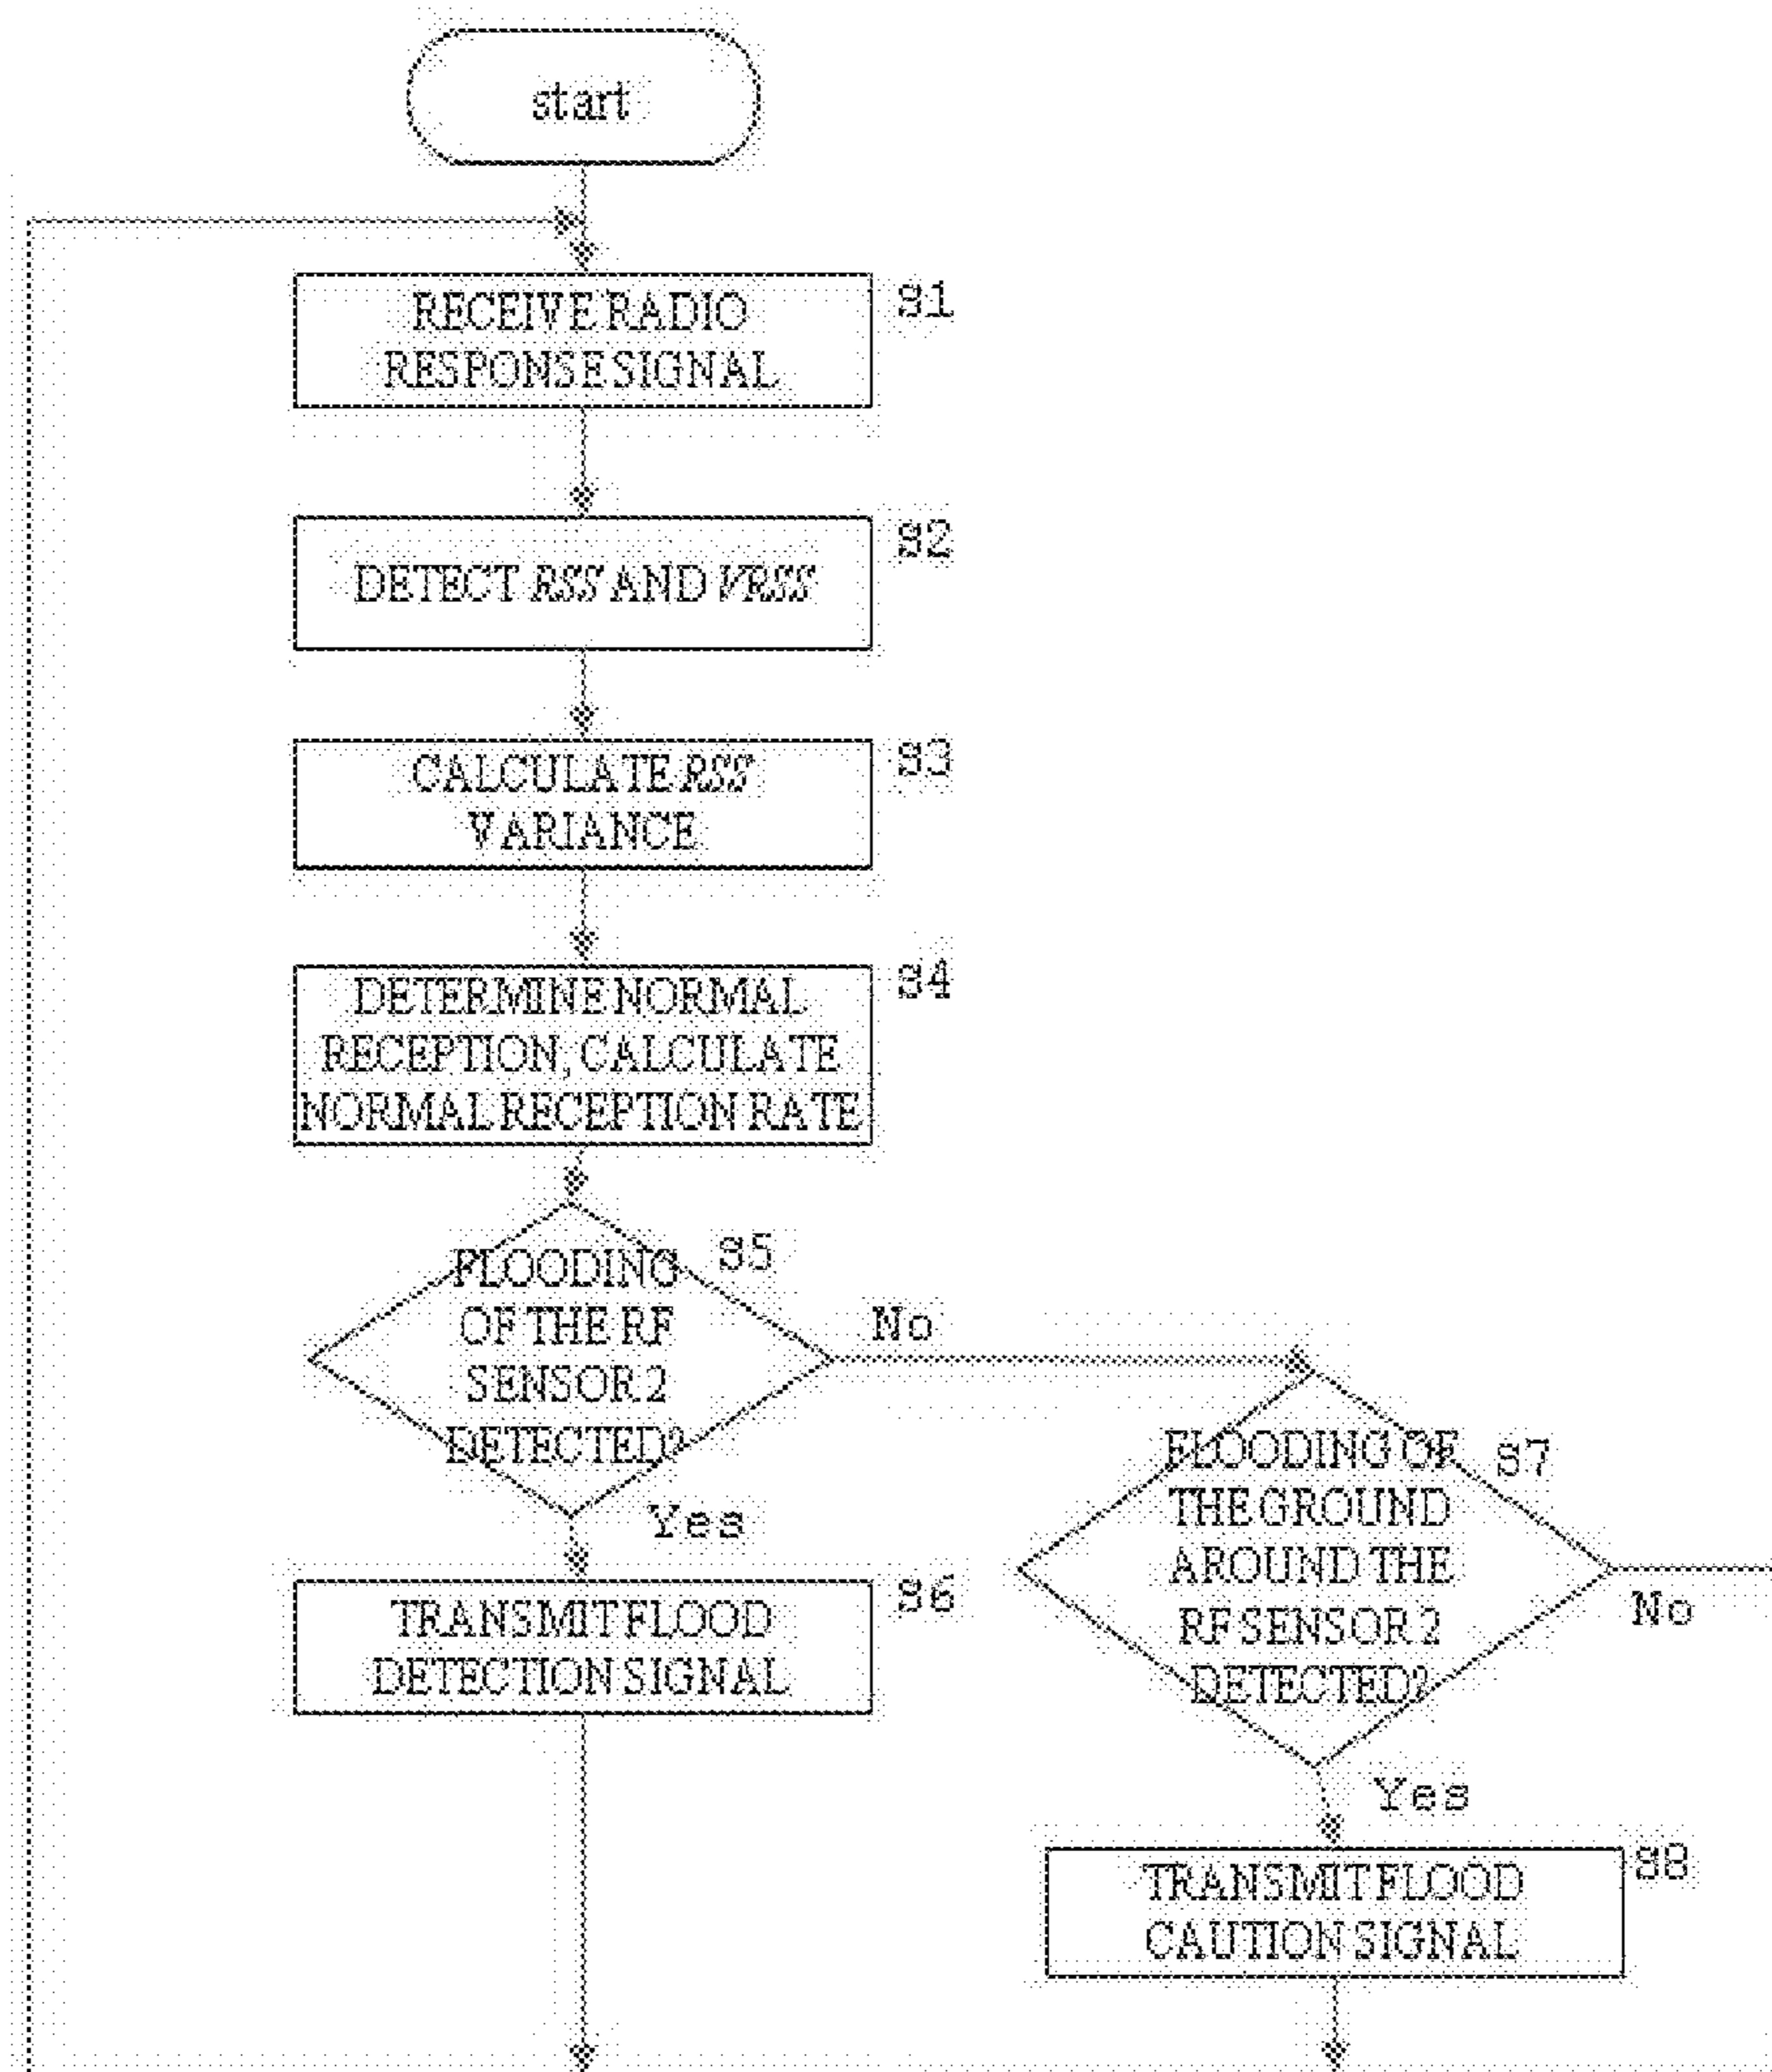 start
RECEIVE RADIO
RESPONSE SIGNAL
S1
DETECT RSS AND VRSS
S2
CALCULATE RSS
VARIANCE
S3
DETERMINE NORMAL
RECEPTION, CALCULATE
NORMAL RECEPTION RATE
S4
FLOODING
OF THE RF
SENSOR 2
DETECTED?
S5
No
Yes
TRANSMIT FLOOD
DETECTION SIGNAL
S6
FLOODING OF
THE GROUND
AROUND THE
RF SENSOR 2
DETECTED?
S7
No
Yes
TRANSMIT FLOOD
CAUTION SIGNAL
S8